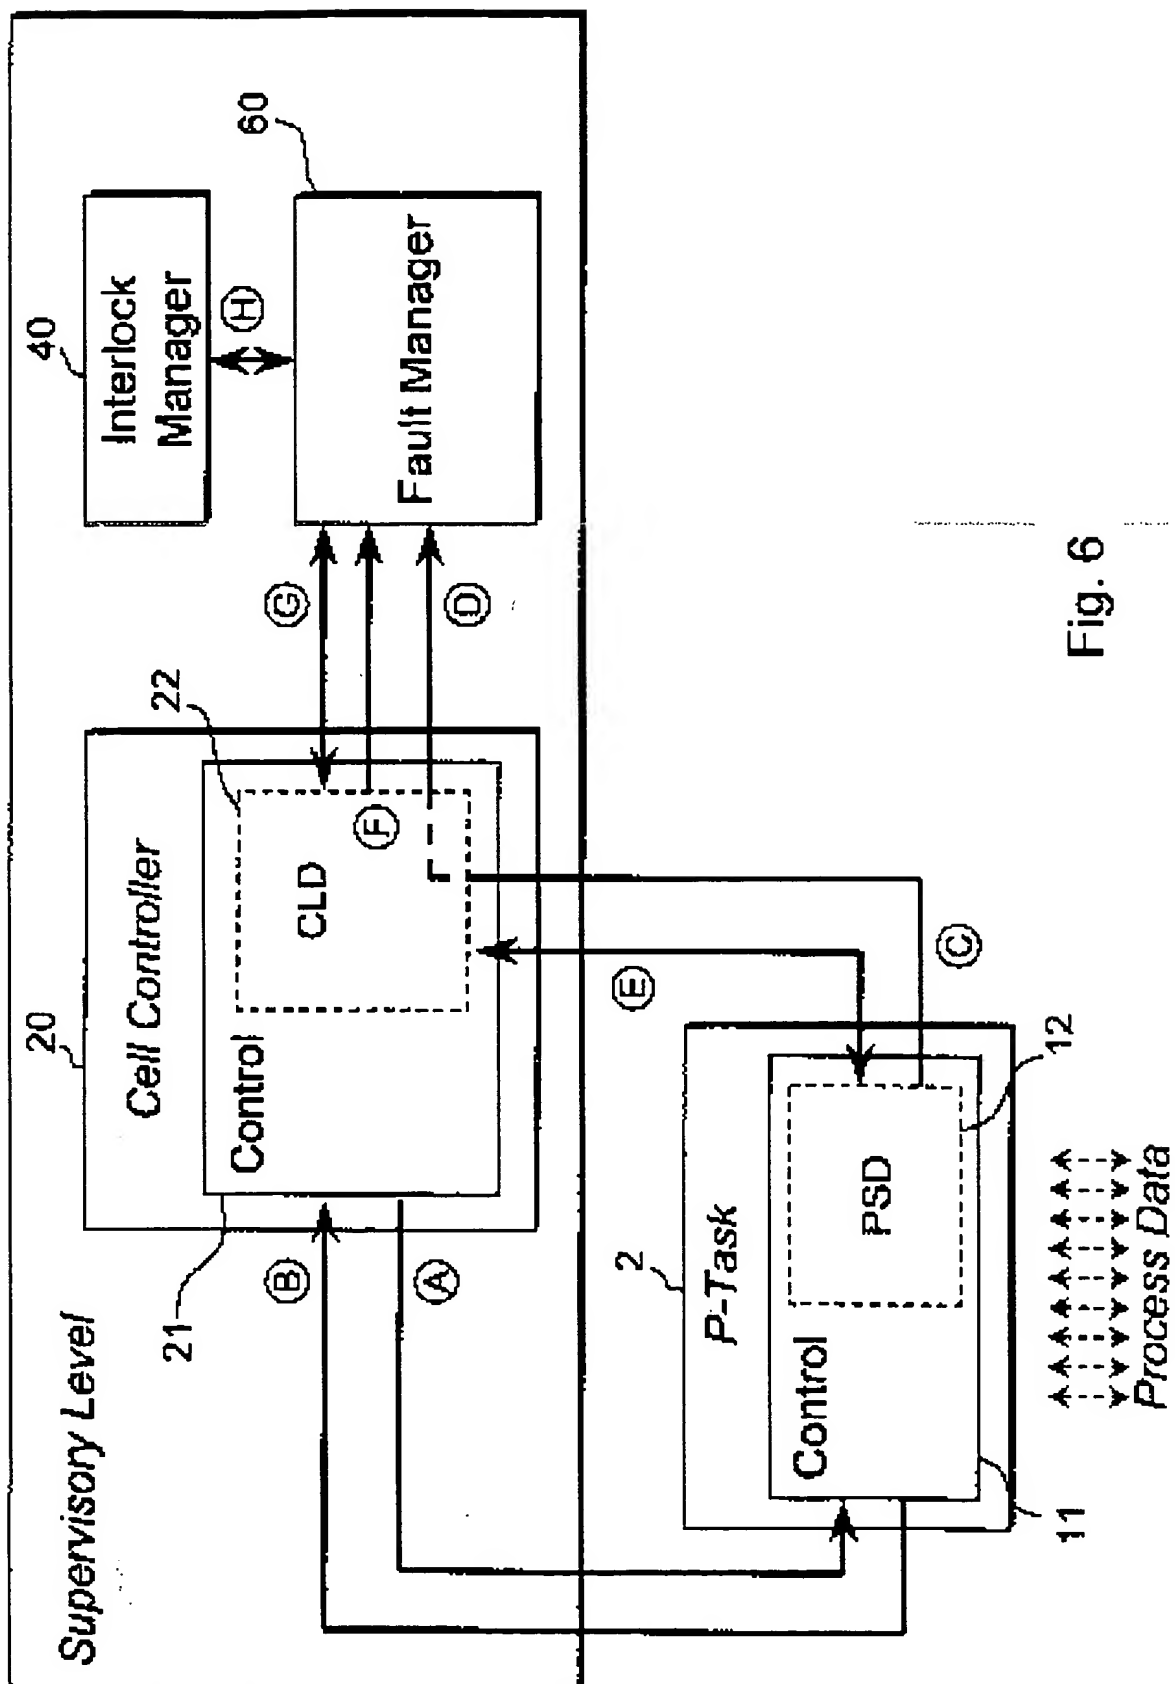 Supervisory Level
20
Cell Controller
21
Control
CLD
22
40
Interlock
Manager
H
60
Fault Manager
G
F
D
B
A
E
C
2
P-Task
Control
PSD
11
12
Process Data
Fig. 6